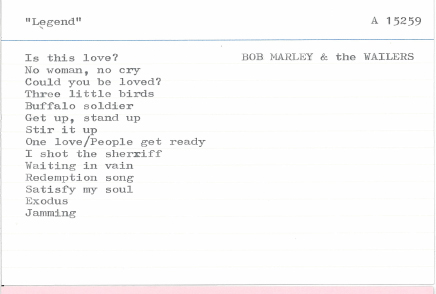 "Legend" A 15259
Is this love? BOB MARLEY & the WAILERS
No woman, no cry
Could you be loved?
Three little birds
Buffalo soldier
Get up, stand up
Stir it up
One love/People get ready
I shot the sherriff
Waiting in vain
Redemption song
Satisfy my soul
Exodus
Jamming